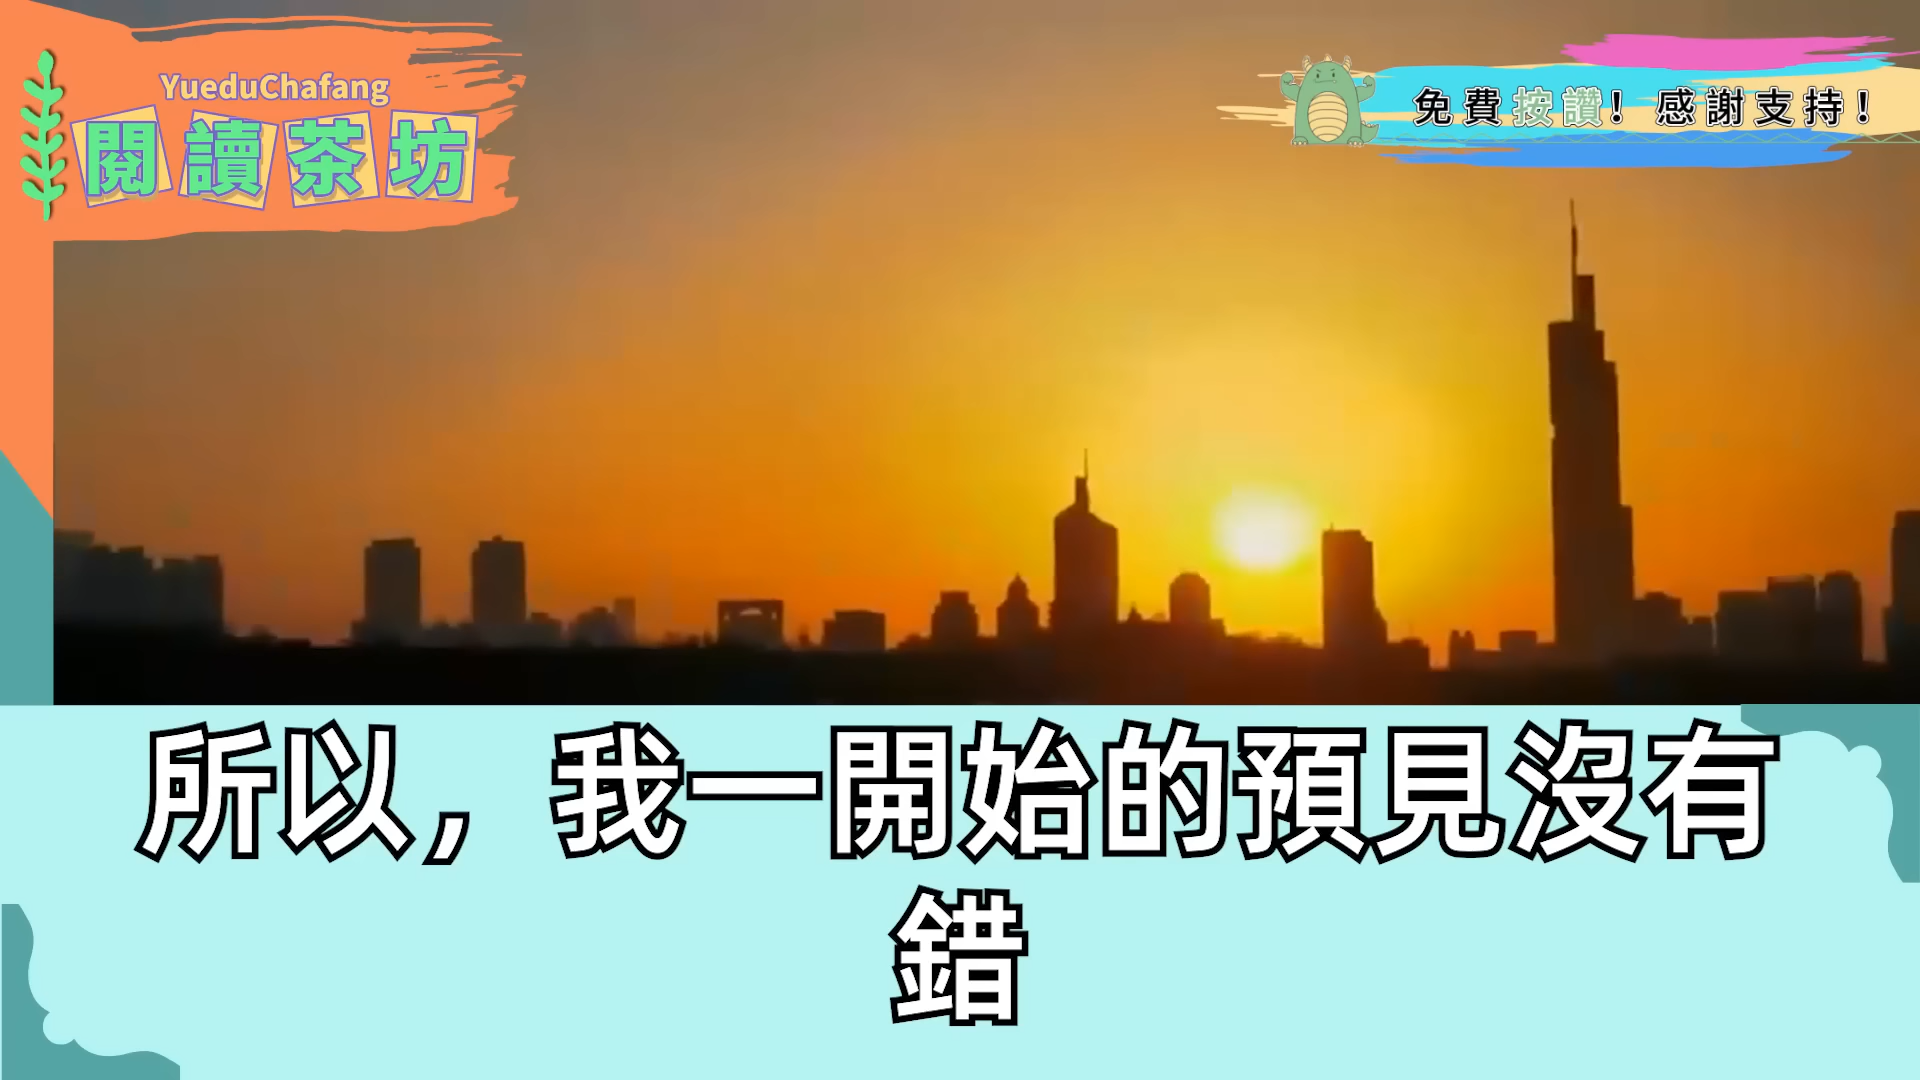 YueduChafang
閱讀茶坊
免費按讚！感謝支持！
所以，我一開始的預見沒有
錯